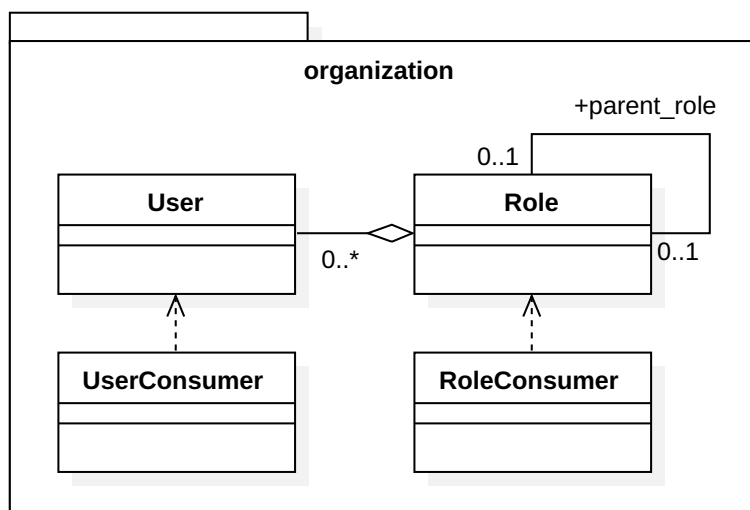 organization
+parent_role
0..1
User
Role
0..*
0..1
UserConsumer
RoleConsumer